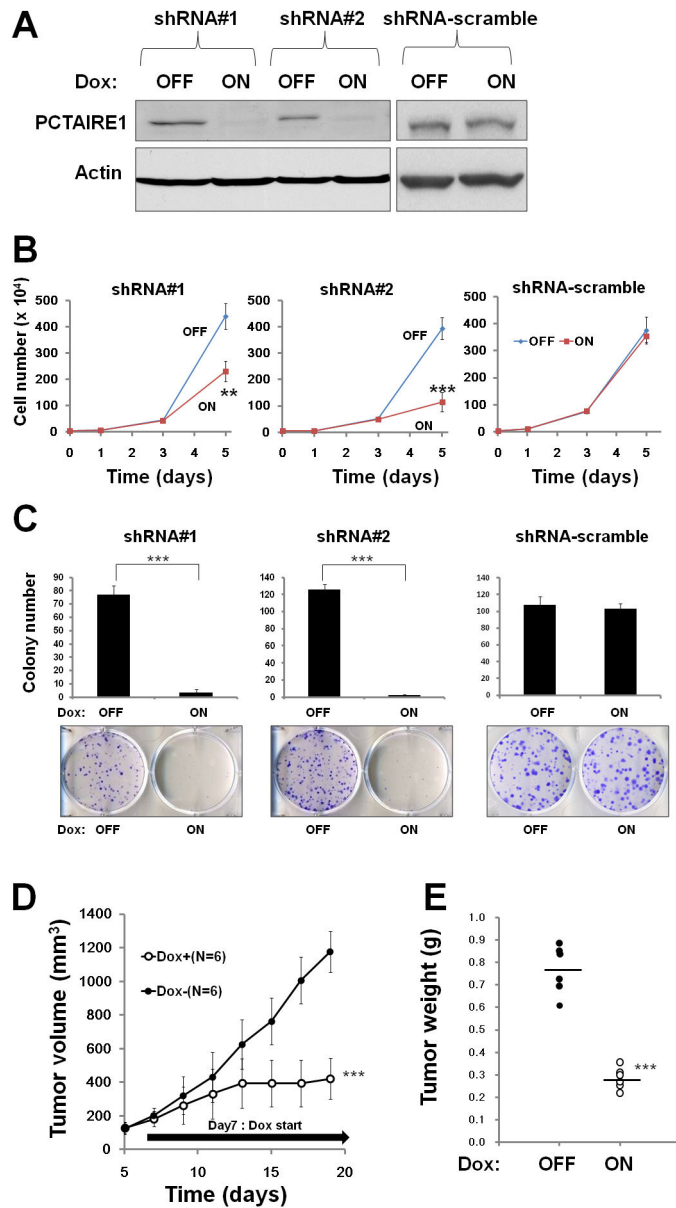 A
shRNA#1 shRNA#2 shRNA-scramble
Dox: OFF ON OFF ON OFF ON
PCTAIRE1
Actin
B
shRNA#1 shRNA#2 shRNA-scramble
Cell number (x 10⁴)
500
400
300
200
100
0
OFF
ON
**
0 1 2 3 4 5
Time (days)
500
400
300
200
100
0
OFF
***
ON
0 1 2 3 4 5
Time (days)
400
300
200
100
0
OFF ON
0 1 2 3 4 5
Time (days)
C
shRNA#1 shRNA#2 shRNA-scramble
Colony number
***
90
80
70
60
50
40
30
20
10
0
Dox: OFF ON
***
140
120
100
80
60
40
20
0
OFF ON
140
120
100
80
60
40
20
0
OFF ON
Dox: OFF ON OFF ON OFF ON
D
Tumor volume (mm³)
1400
1200
1000
800
600
400
200
0
Dox+(N=6)
Dox-(N=6)
***
Day7 : Dox start
5 10 15 20
Time (days)
E
Tumor weight (g)
1.0
0.9
0.8
0.7
0.6
0.5
0.4
0.3
0.2
0.1
0.0
***
Dox: OFF ON